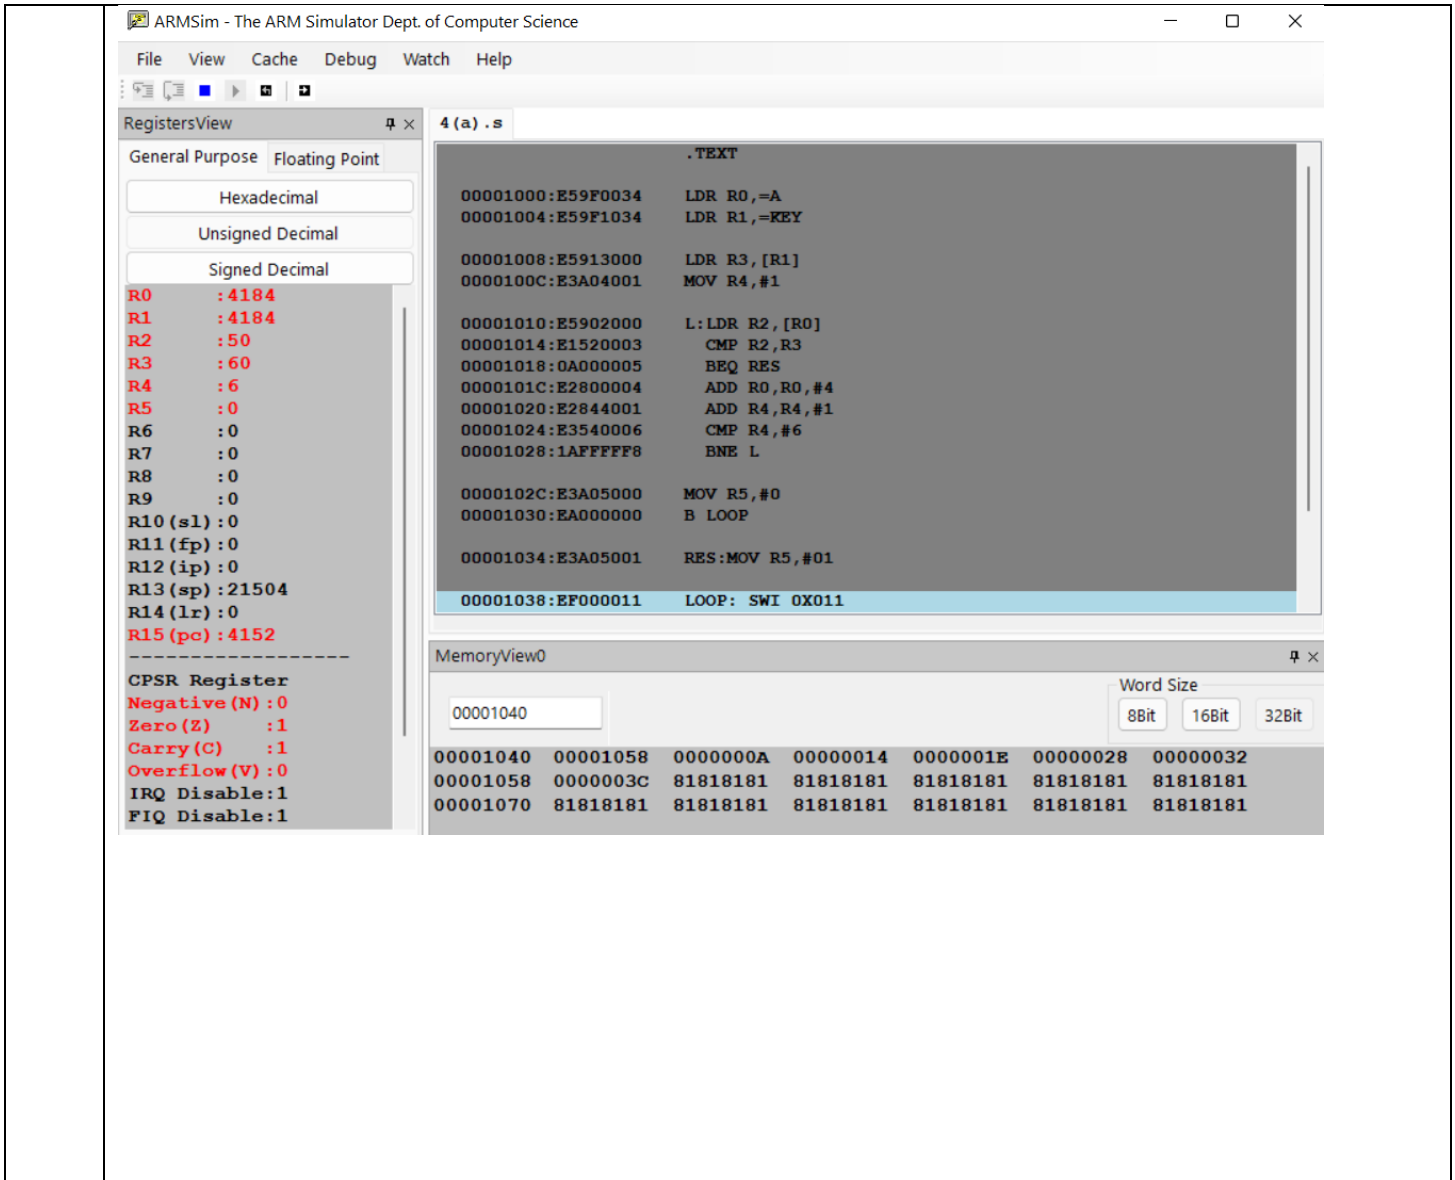 ARMSim - The ARM Simulator Dept. of Computer Science
File View Cache Debug Watch Help
RegistersView
General Purpose Floating Point
Hexadecimal
Unsigned Decimal
Signed Decimal
R0 :4184
R1 :4184
R2 :50
R3 :60
R4 :6
R5 :0
R6 :0
R7 :0
R8 :0
R9 :0
R10(sl):0
R11(fp):0
R12(ip):0
R13(sp):21504
R14(lr):0
R15(pc):4152
-------------------
CPSR Register
Negative(N):0
Zero(Z) :1
Carry(C) :1
Overflow(V):0
IRQ Disable:1
FIQ Disable:1
4(a).s
.TEXT
00001000:E59F0034 LDR R0,=A
00001004:E59F1034 LDR R1,=KEY
00001008:E5913000 LDR R3,[R1]
0000100C:E3A04001 MOV R4,#1
00001010:E5902000 L:LDR R2,[R0]
00001014:E1520003 CMP R2,R3
00001018:0A000005 BEQ RES
0000101C:E2800004 ADD R0,R0,#4
00001020:E2844001 ADD R4,R4,#1
00001024:E3540006 CMP R4,#6
00001028:1AFFFFF8 BNE L
0000102C:E3A05000 MOV R5,#0
00001030:EA000000 B LOOP
00001034:E3A05001 RES:MOV R5,#01
00001038:EF000011 LOOP: SWI 0X011
MemoryView0
Word Size
00001040
8Bit 16Bit 32Bit
00001040 00001058 0000000A 00000014 0000001E 00000028 00000032
00001058 0000003C 81818181 81818181 81818181 81818181 81818181
00001070 81818181 81818181 81818181 81818181 81818181 81818181